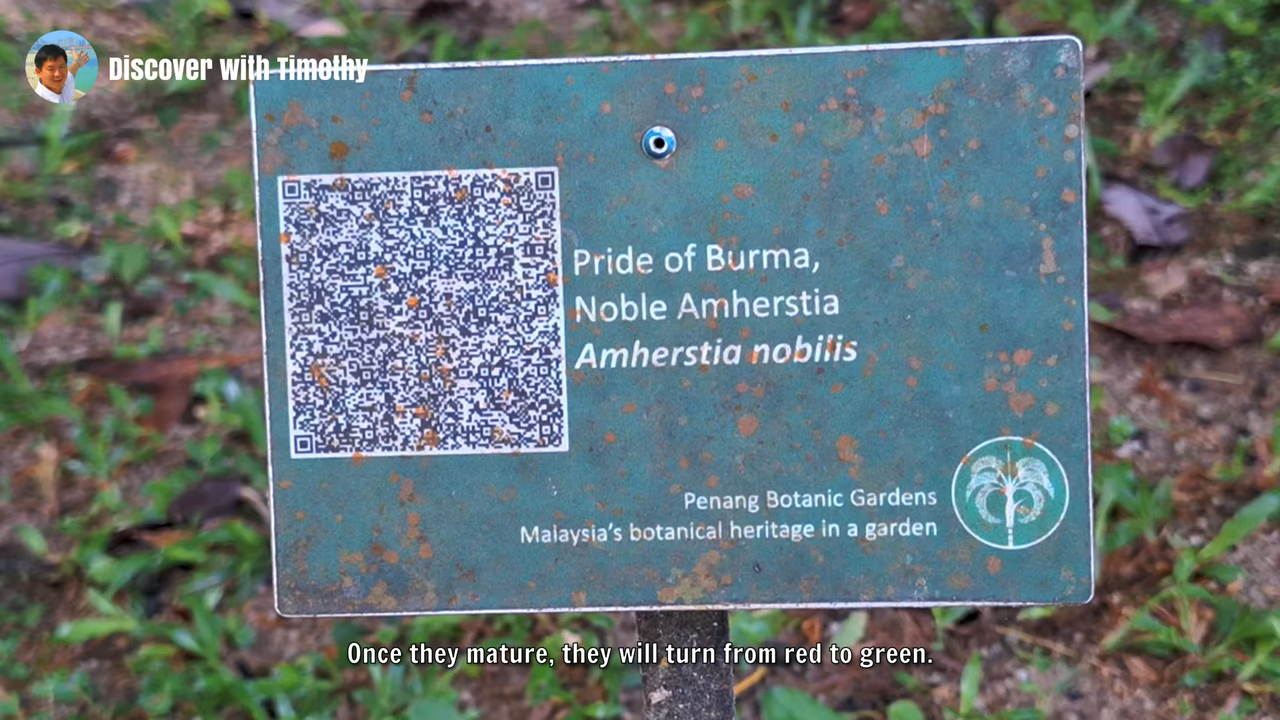 Discover with Timothy
Pride of Burma,
Noble Amherstia
Amherstia nobilis
Penang Botanic Gardens
Malaysia's botanical heritage in a garden
Once they mature, they will turn from red to green.